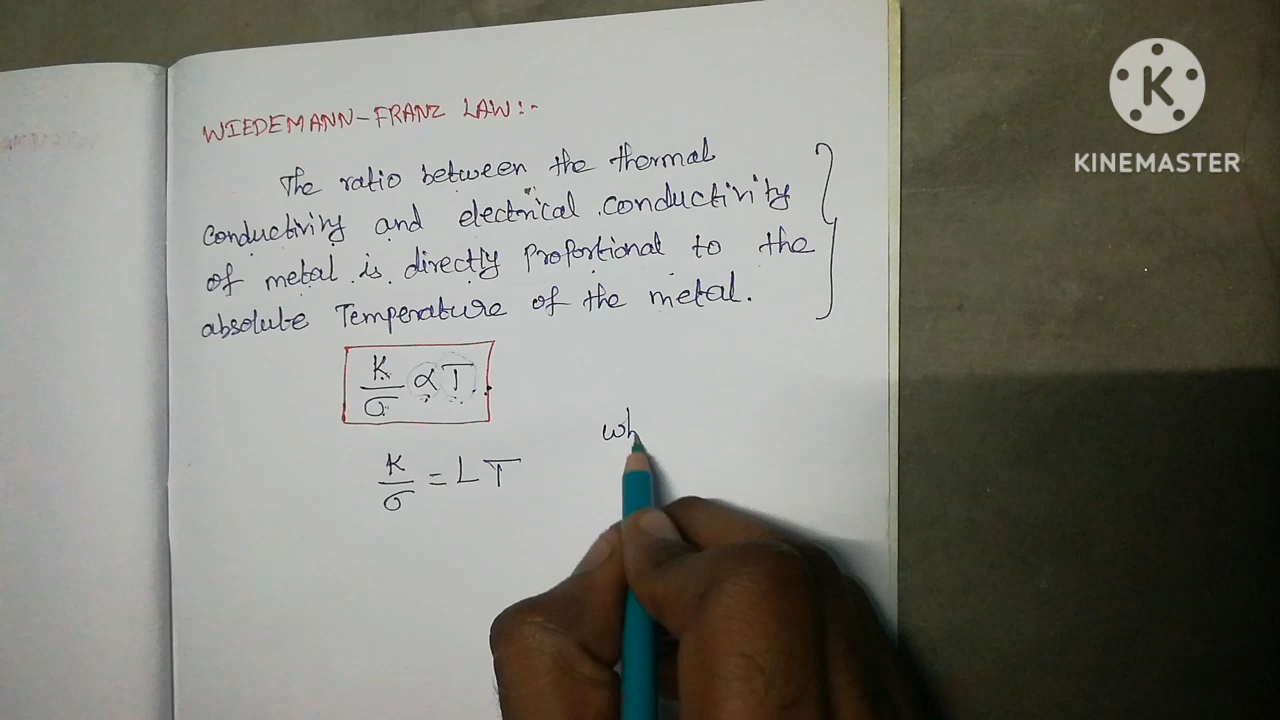 WIEDEMANN-FRANZ LAW:-
The ratio between the thermal
conductivity and electrical conductivity
of metal is directly proportional to the
absolute Temperature of the metal.
K/σ ∝ T
K/σ = LT
wh
K
KINEMASTER